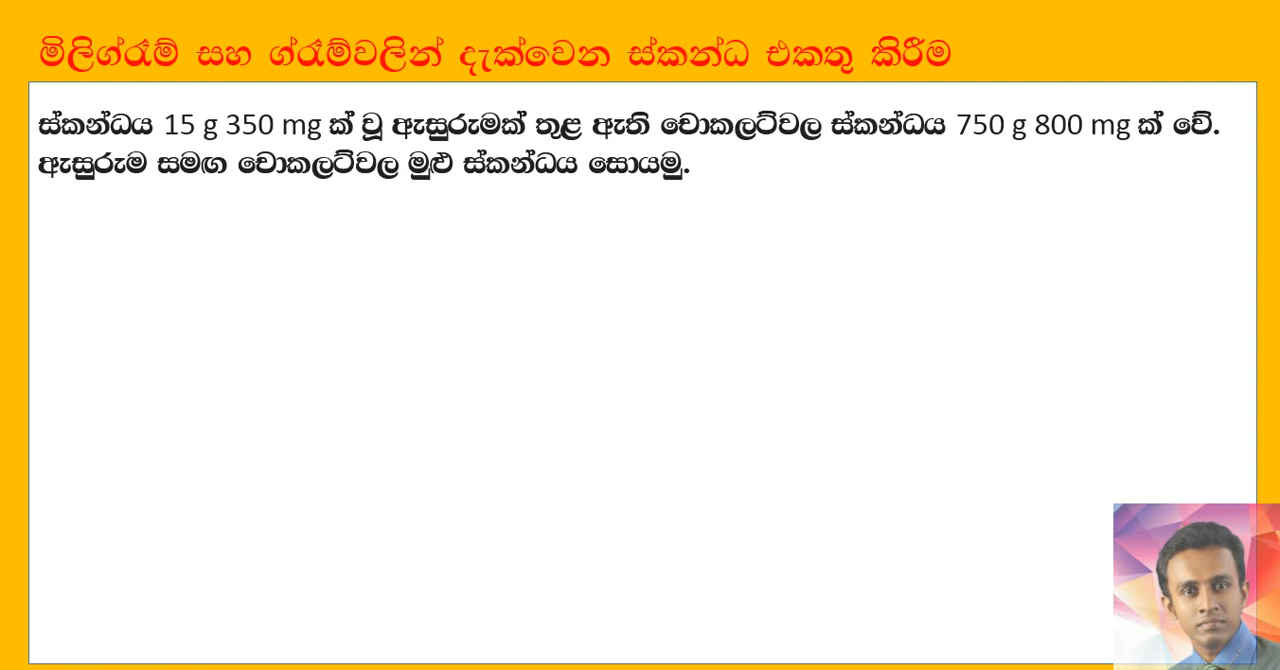 මිලිග්රෑම් සහ ග්රෑම්වලින් දැක්වෙන ස්කන්ධ එකතු කිරීම
ස්කන්ධය 15 g 350 mg ක් වූ ඇසුරුමක් තුළ ඇති චොකලට්වල ස්කන්ධය 750 g 800 mg ක් වේ.
ඇසුරුම සමඟ චොකලට්වල මුළු ස්කන්ධය සොයමු.